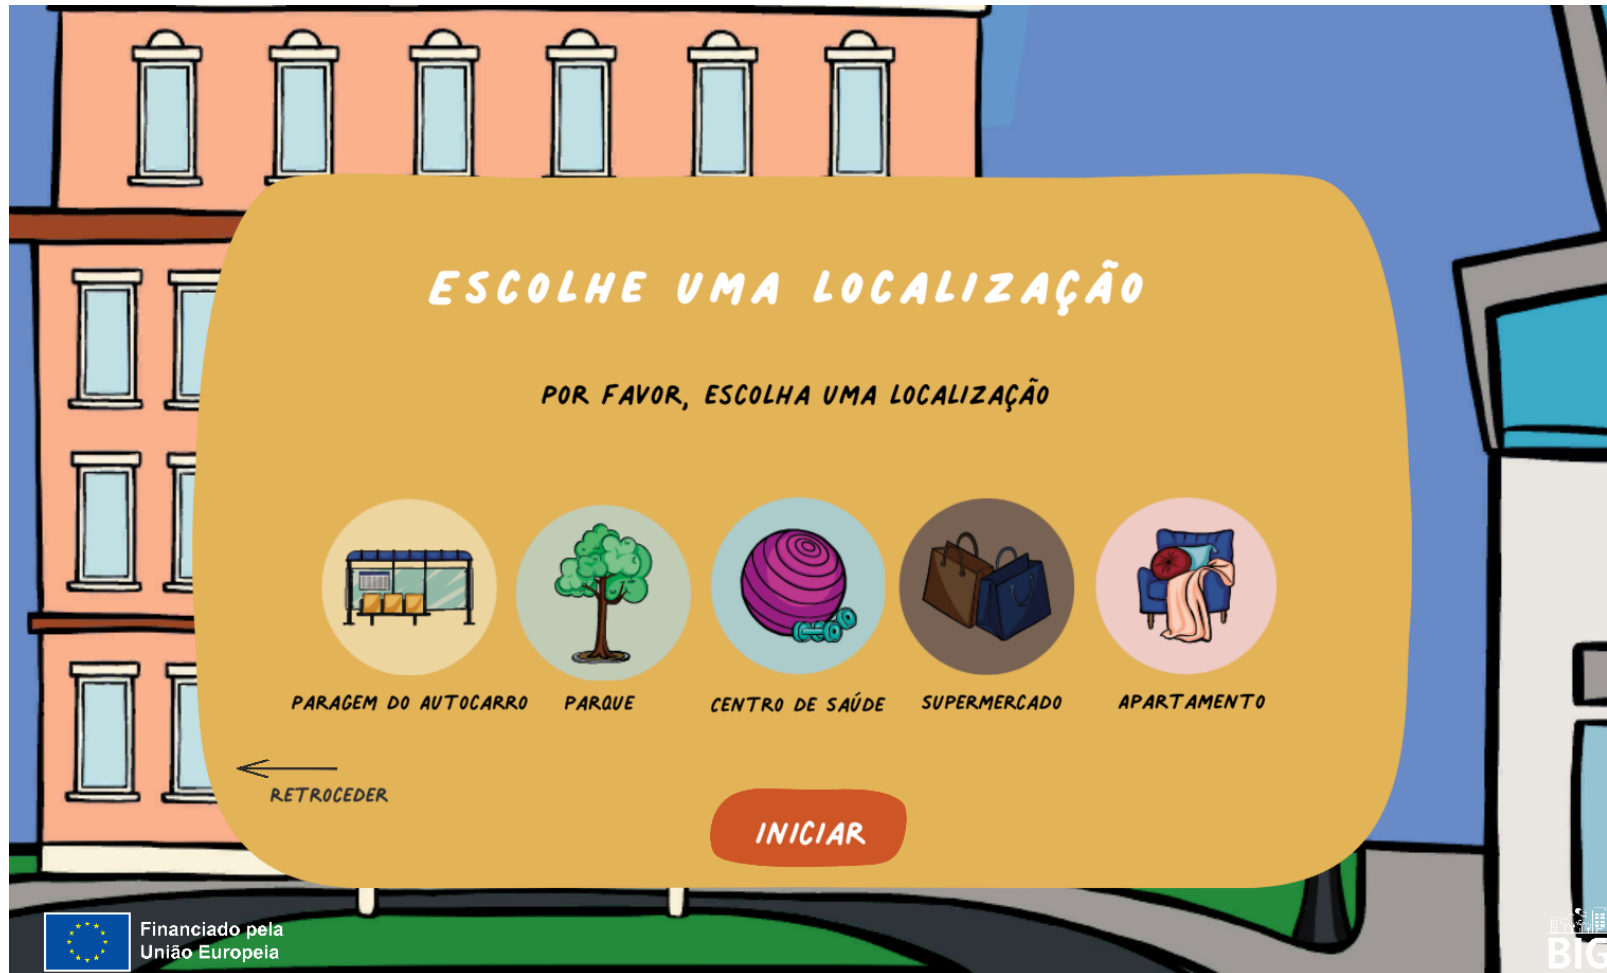 ESCOLHE UMA LOCALIZAÇÃO
POR FAVOR, ESCOLHA UMA LOCALIZAÇÃO
PARAGEM DO AUTOCARRO
PARQUE
CENTRO DE SAÚDE
SUPERMERCADO
APARTAMENTO
RETROCEDER
INICIAR
Financiado pela
União Europeia
BIG